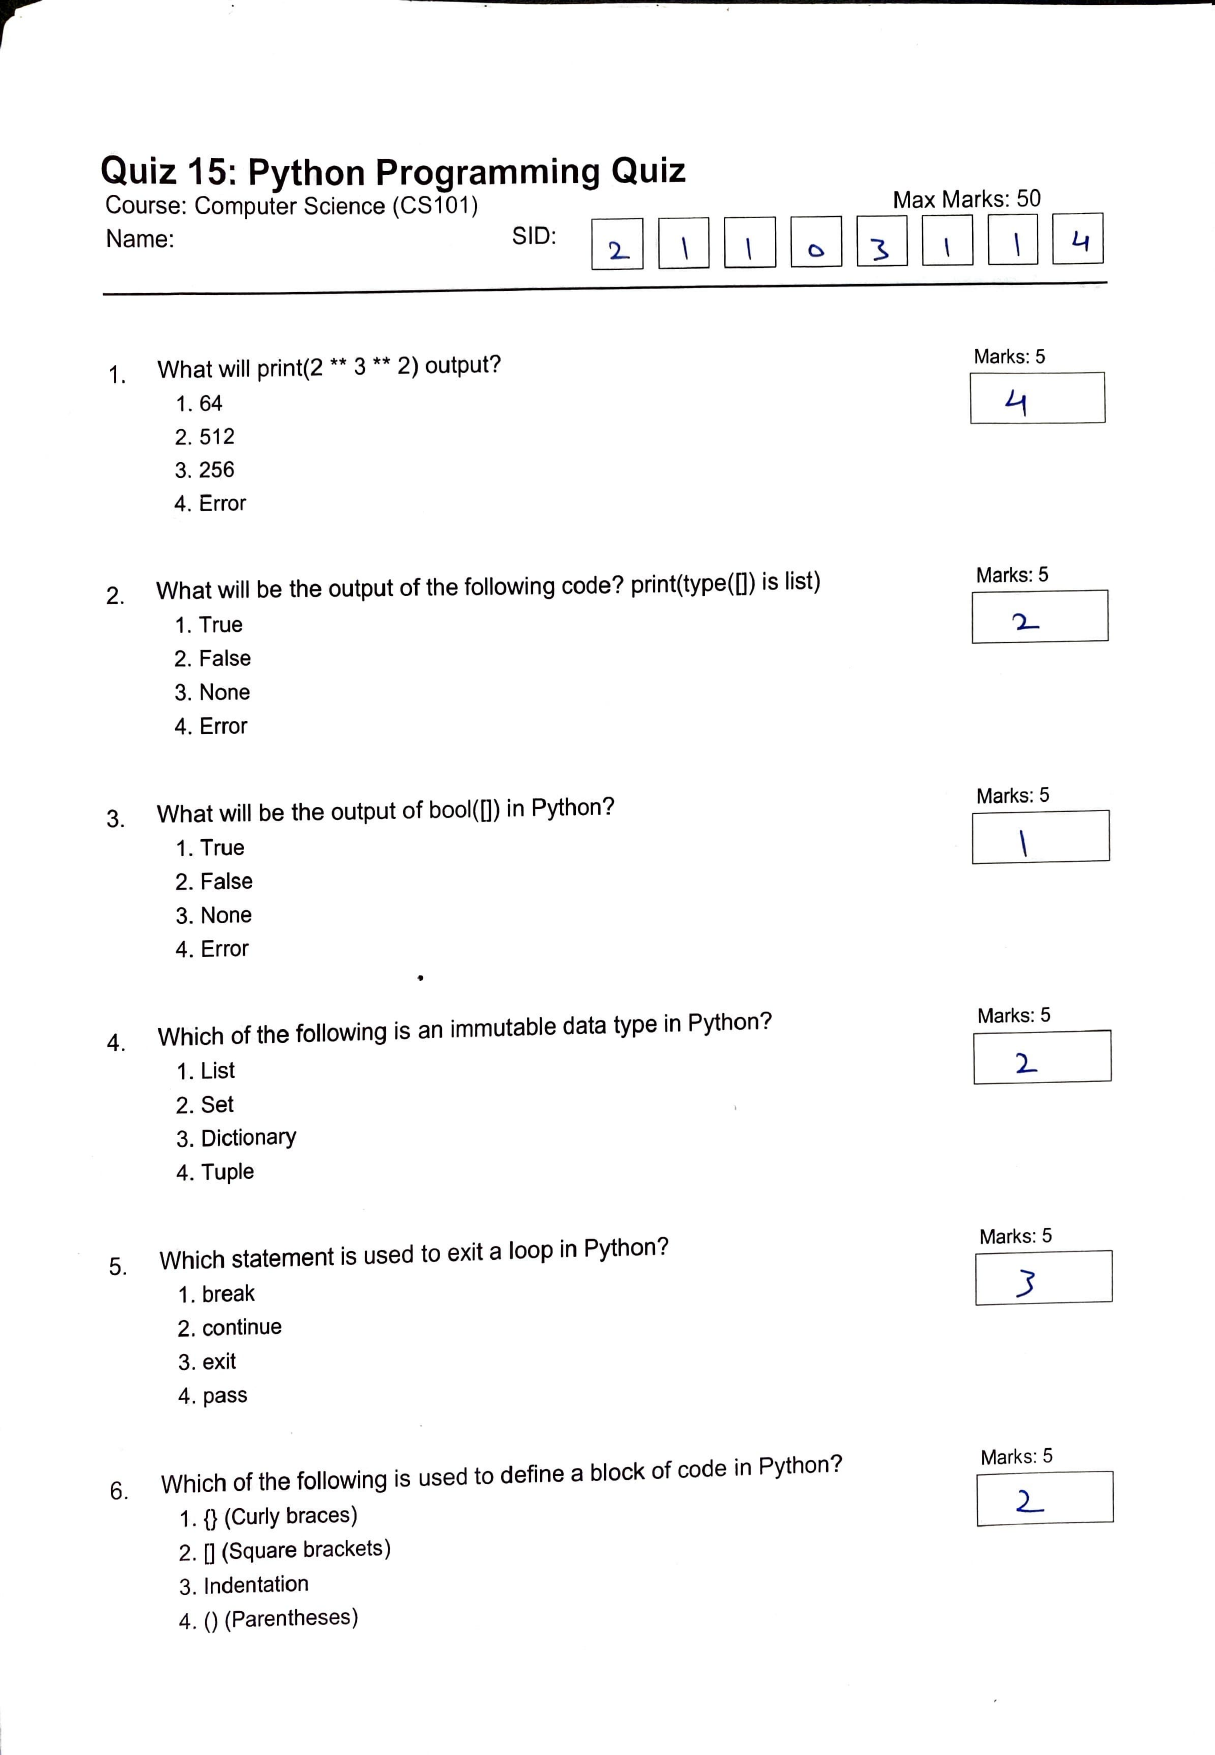 Quiz 15: Python Programming Quiz
Course: Computer Science (CS101)
Max Marks: 50
Name:
SID: 2 1 1 0 3 1 1 4
1. What will print(2 ** 3 ** 2) output?
Marks: 5
4
1. 64
2. 512
3. 256
4. Error
2. What will be the output of the following code? print(type([]) is list)
Marks: 5
2
1. True
2. False
3. None
4. Error
3. What will be the output of bool([]) in Python?
Marks: 5
1
1. True
2. False
3. None
4. Error
4. Which of the following is an immutable data type in Python?
Marks: 5
2
1. List
2. Set
3. Dictionary
4. Tuple
5. Which statement is used to exit a loop in Python?
Marks: 5
3
1. break
2. continue
3. exit
4. pass
6. Which of the following is used to define a block of code in Python?
Marks: 5
2
1. {} (Curly braces)
2. [] (Square brackets)
3. Indentation
4. () (Parentheses)